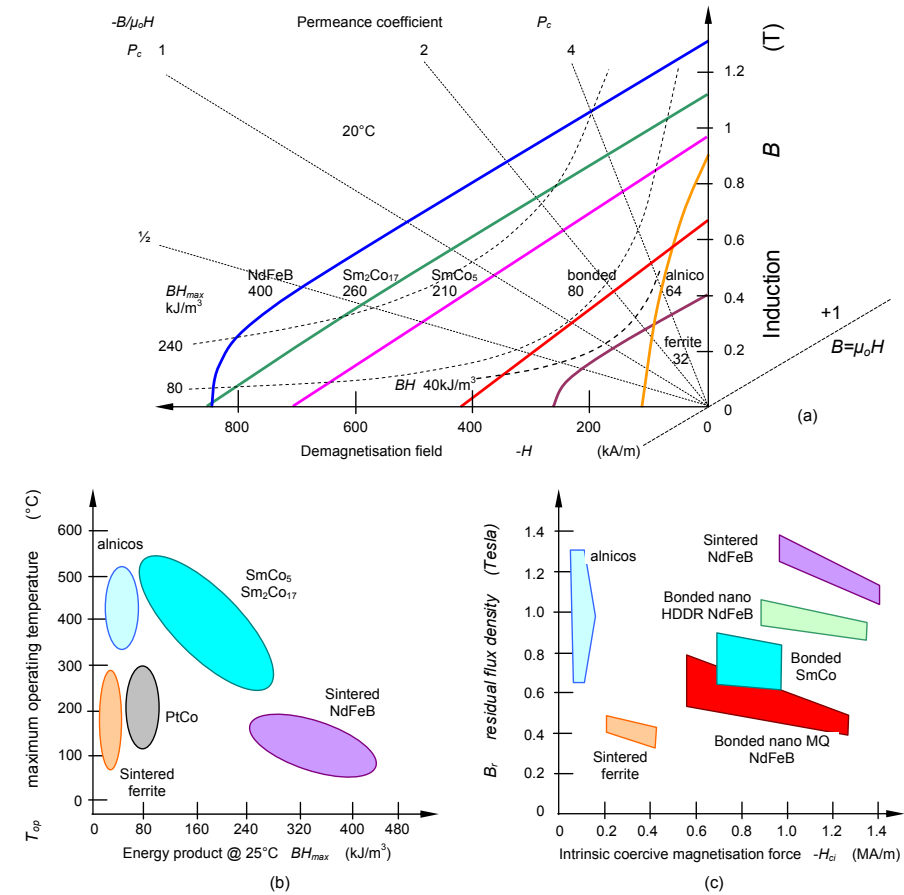 -B/μₒH
Permeance coefficient
P꜀
P꜀ 1
2
4
(T)
1.2
20°C
1
B
0.8
0.6
½
NdFeB
400
Sm₂Co₁₇
260
SmCo₅
210
bonded
80
alnico
64
BHₘₐₓ
kJ/m³
0.4
Induction
+1
B=μₒH
240
ferrite
32
0.2
80
BH 40kJ/m³
0
(a)
800
600
400
200
0
Demagnetisation field -H (kA/m)
(°C)
maximum operating temperature
Tₒₚ
600
500
400
300
200
100
0
alnicos
SmCo₅
Sm₂Co₁₇
PtCo
Sintered
NdFeB
Sintered
ferrite
0 80 160 240 320 400 480
Energy product @ 25°C BHₘₐₓ (kJ/m³)
(b)
Bᵣ residual flux density (Tesla)
1.4
1.2
1.0
0.8
0.6
0.4
0.2
0
alnicos
Sintered
NdFeB
Bonded nano
HDDR NdFeB
Bonded
SmCo
Bonded nano MQ
NdFeB
Sintered
ferrite
0 0.2 0.4 0.6 0.8 1.0 1.2 1.4
Intrinsic coercive magnetisation force -H꜀ᵢ (MA/m)
(c)